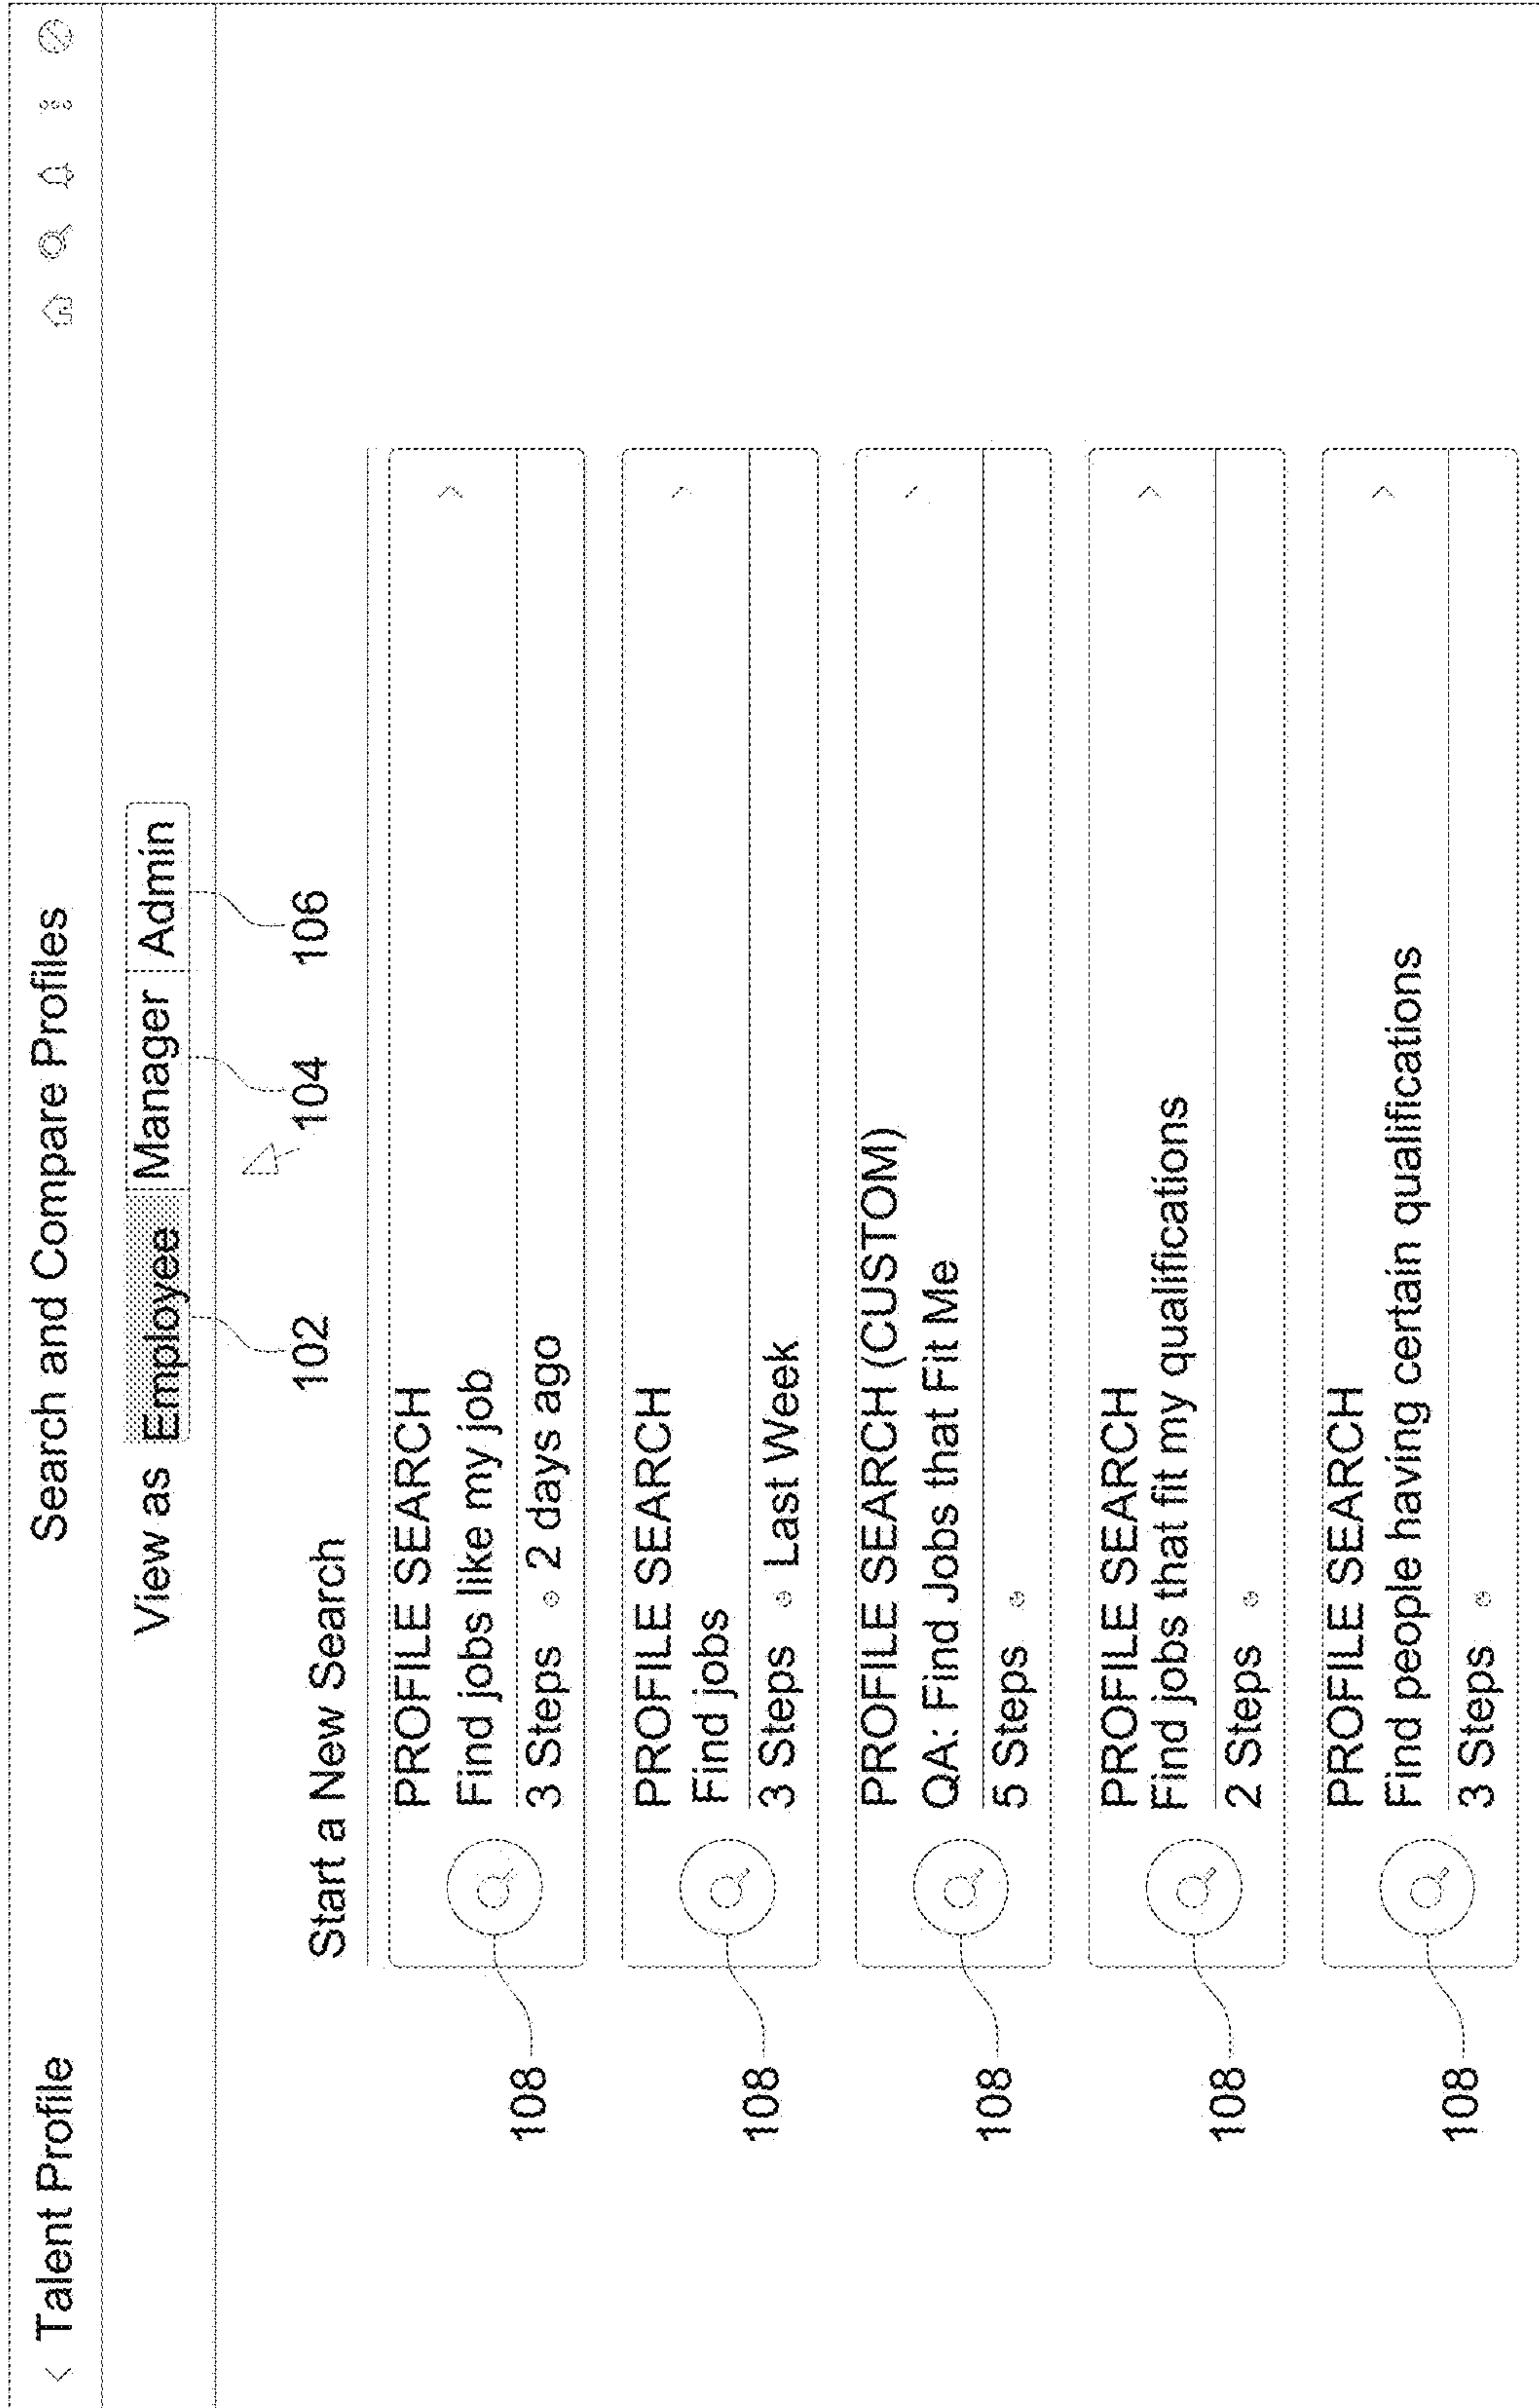 Talent Profile
Search and Compare Profiles
View as Employee Manager Admin
102 104 106
Start a New Search
PROFILE SEARCH
Find jobs like my job
3 Steps 2 days ago
108
PROFILE SEARCH
Find jobs
3 Steps Last Week
108
PROFILE SEARCH (CUSTOM)
QA: Find Jobs that Fit Me
5 Steps
108
PROFILE SEARCH
Find jobs that fit my qualifications
2 Steps
108
PROFILE SEARCH
Find people having certain qualifications
3 Steps
108